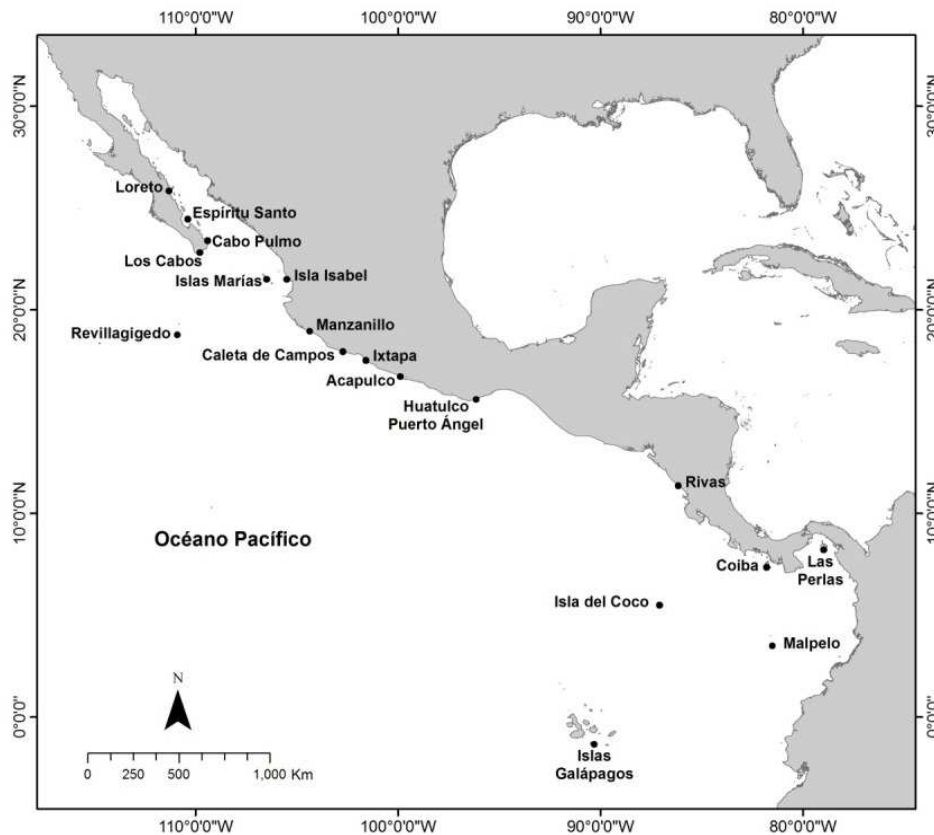 110°0'0"W 100°0'0"W 90°0'0"W 80°0'0"W
30°0'0"N 30°0'0"N
Loreto
Espíritu Santo
Cabo Pulmo
Los Cabos
Islas Marías
Isla Isabel
20°0'0"N 20°0'0"N
Revillagigedo
Manzanillo
Caleta de Campos
Ixtapa
Acapulco
Huatulco
Puerto Ángel
Rivas
10°0'0"N 10°0'0"N
Océano Pacífico
Coiba
Las
Perlas
Isla del Coco
Malpelo
N
0°0'0" 0°0'0"
Islas
Galápagos
0 250 500 1,000 Km
110°0'0"W 100°0'0"W 90°0'0"W 80°0'0"W